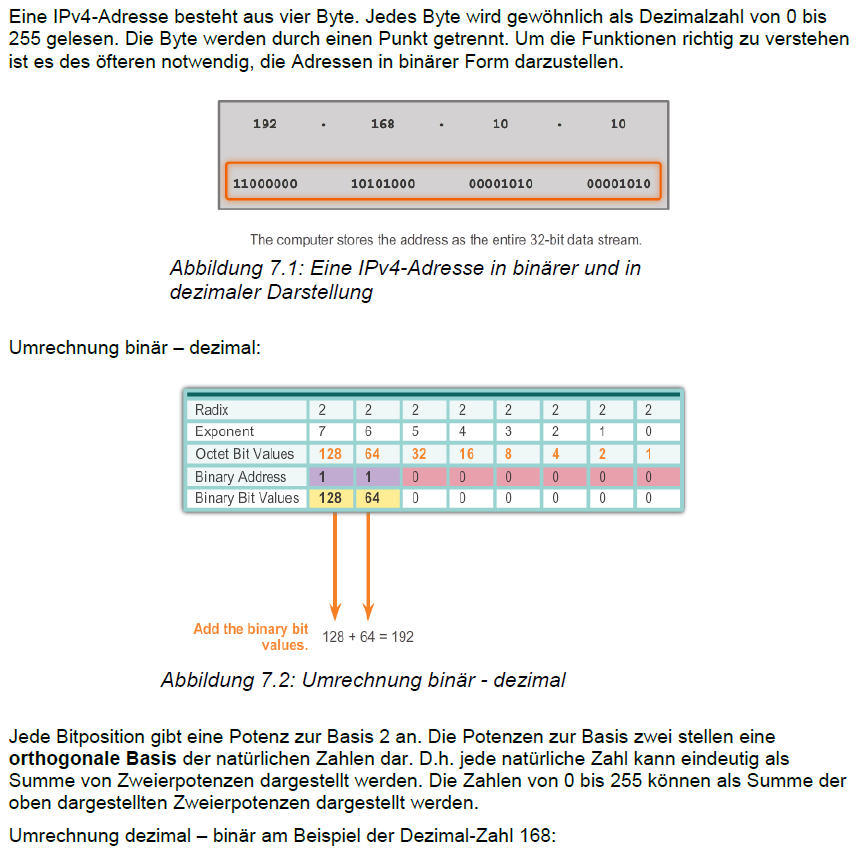 Eine IPv4-Adresse besteht aus vier Byte. Jedes Byte wird gewöhnlich als Dezimalzahl von 0 bis
255 gelesen. Die Byte werden durch einen Punkt getrennt. Um die Funktionen richtig zu verstehen
ist es des öfteren notwendig, die Adressen in binärer Form darzustellen.
192 . 168 . 10 . 10
11000000 10101000 00001010 00001010
The computer stores the address as the entire 32-bit data stream.
Abbildung 7.1: Eine IPv4-Adresse in binärer und in
dezimaler Darstellung
Umrechnung binär – dezimal:
Radix 2 2 2 2 2 2 2 2
Exponent 7 6 5 4 3 2 1 0
Octet Bit Values 128 64 32 16 8 4 2 1
Binary Address 1 1 0 0 0 0 0 0
Binary Bit Values 128 64 0 0 0 0 0 0
Add the binary bit
values.
128 + 64 = 192
Abbildung 7.2: Umrechnung binär - dezimal
Jede Bitposition gibt eine Potenz zur Basis 2 an. Die Potenzen zur Basis zwei stellen eine
orthogonale Basis der natürlichen Zahlen dar. D.h. jede natürliche Zahl kann eindeutig als
Summe von Zweierpotenzen dargestellt werden. Die Zahlen von 0 bis 255 können als Summe der
oben dargestellten Zweierpotenzen dargestellt werden.
Umrechnung dezimal – binär am Beispiel der Dezimal-Zahl 168: